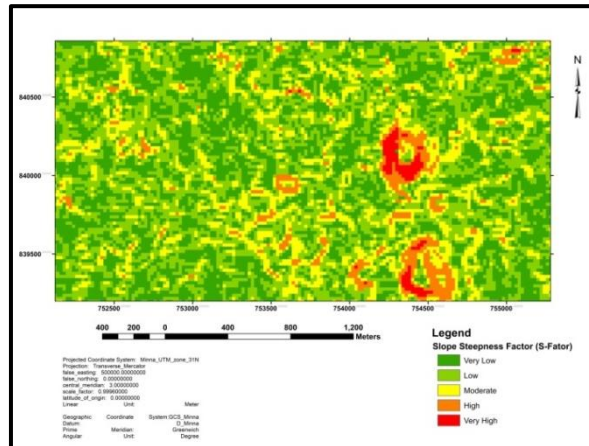 N
840500
840000
839500
752500 753000 753500 754000 754500 755000
400 200 0 400 800 1,200
Meters
Legend
Slope Steepness Factor (S-Fator)
Very Low
Low
Moderate
High
Very High
Projected Coordinate System: Minna_UTM_zone_31N
Projection: Transverse_Mercator
false_easting: 500000.00000000
false_northing: 0.00000000
central_meridian: 3.00000000
scale_factor: 0.99960000
latitude_of_origin: 0.00000000
Linear Unit: Meter
Geographic Coordinate System GCS_Minna
Datum: D_Minna
Prime Meridian: Greenwich
Angular Unit: Degree